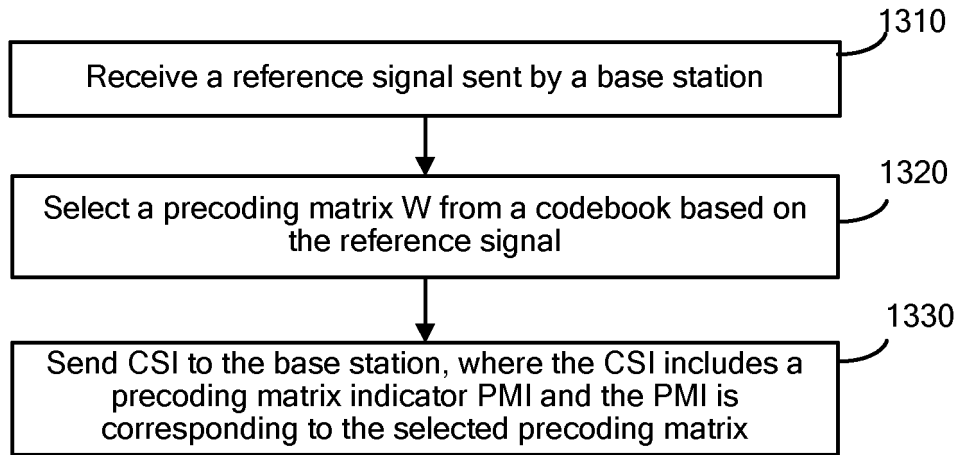 1310
Receive a reference signal sent by a base station
1320
Select a precoding matrix W from a codebook based on
the reference signal
1330
Send CSI to the base station, where the CSI includes a
precoding matrix indicator PMI and the PMI is
corresponding to the selected precoding matrix